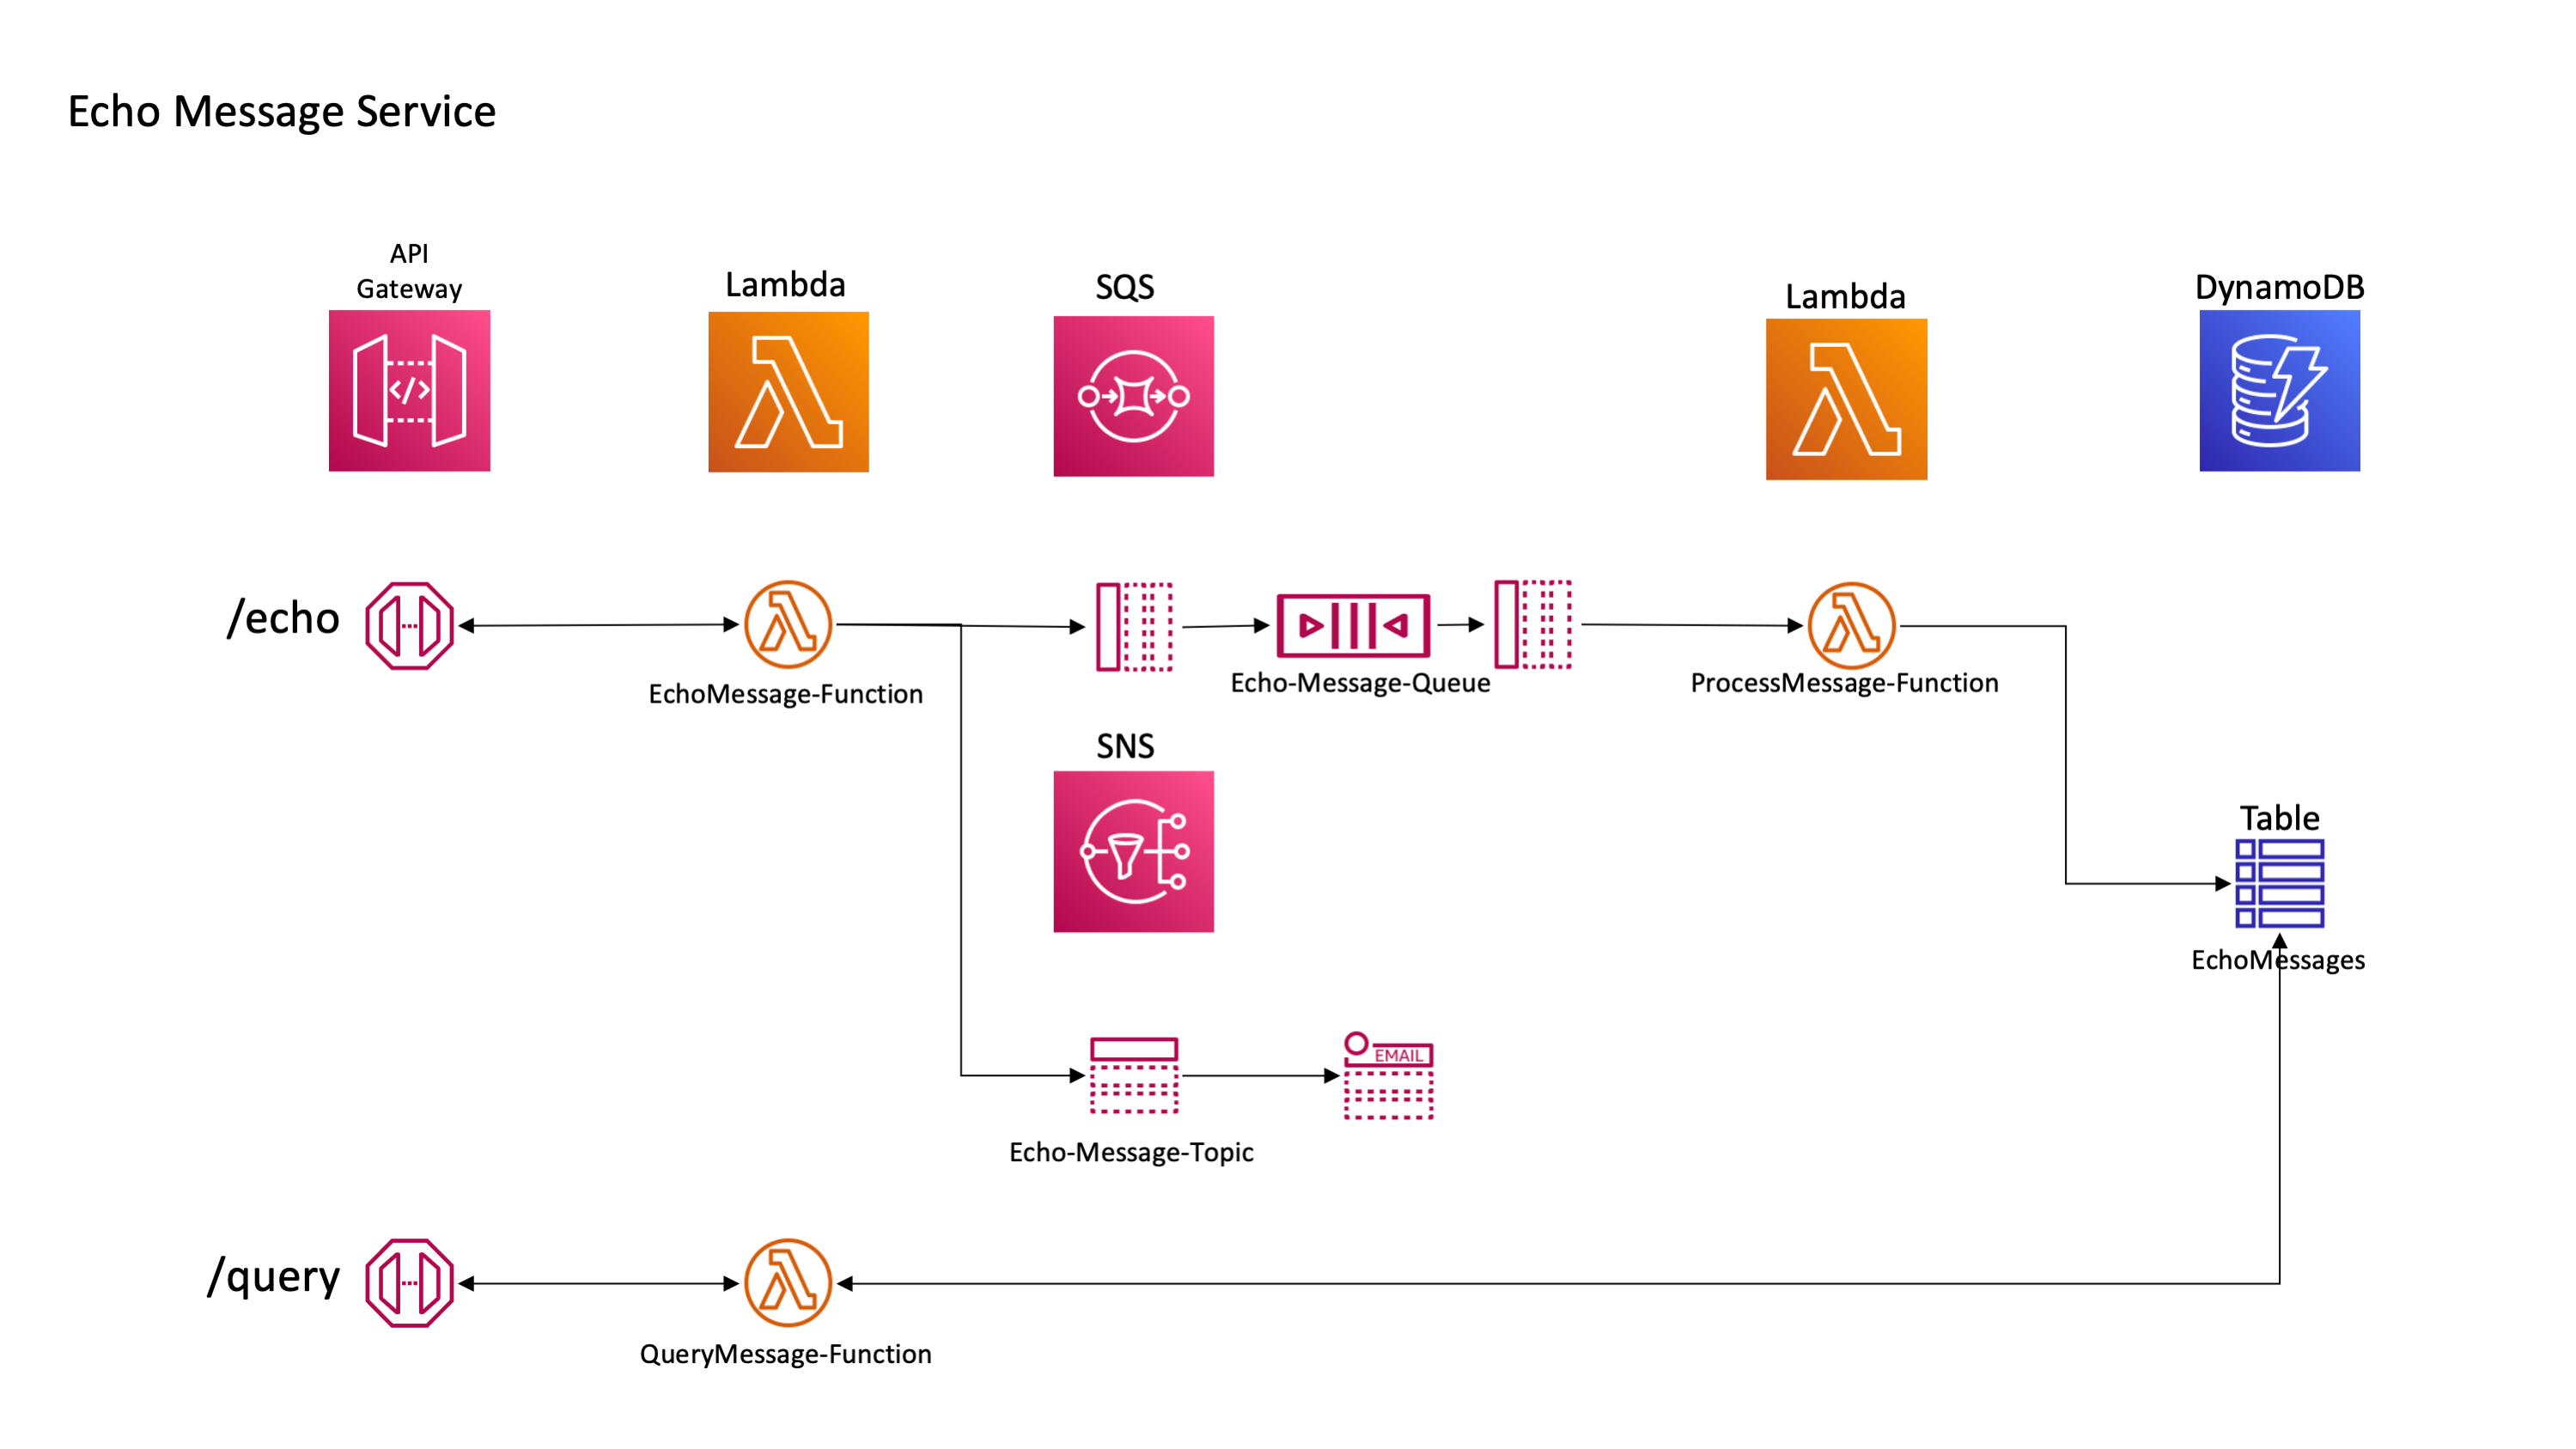 Echo Message Service
API
Gateway
Lambda
SQS
Lambda
DynamoDB
</>
/echo
EchoMessage-Function
Echo-Message-Queue
ProcessMessage-Function
SNS
Table
EchoMessages
EMAIL
Echo-Message-Topic
/query
QueryMessage-Function